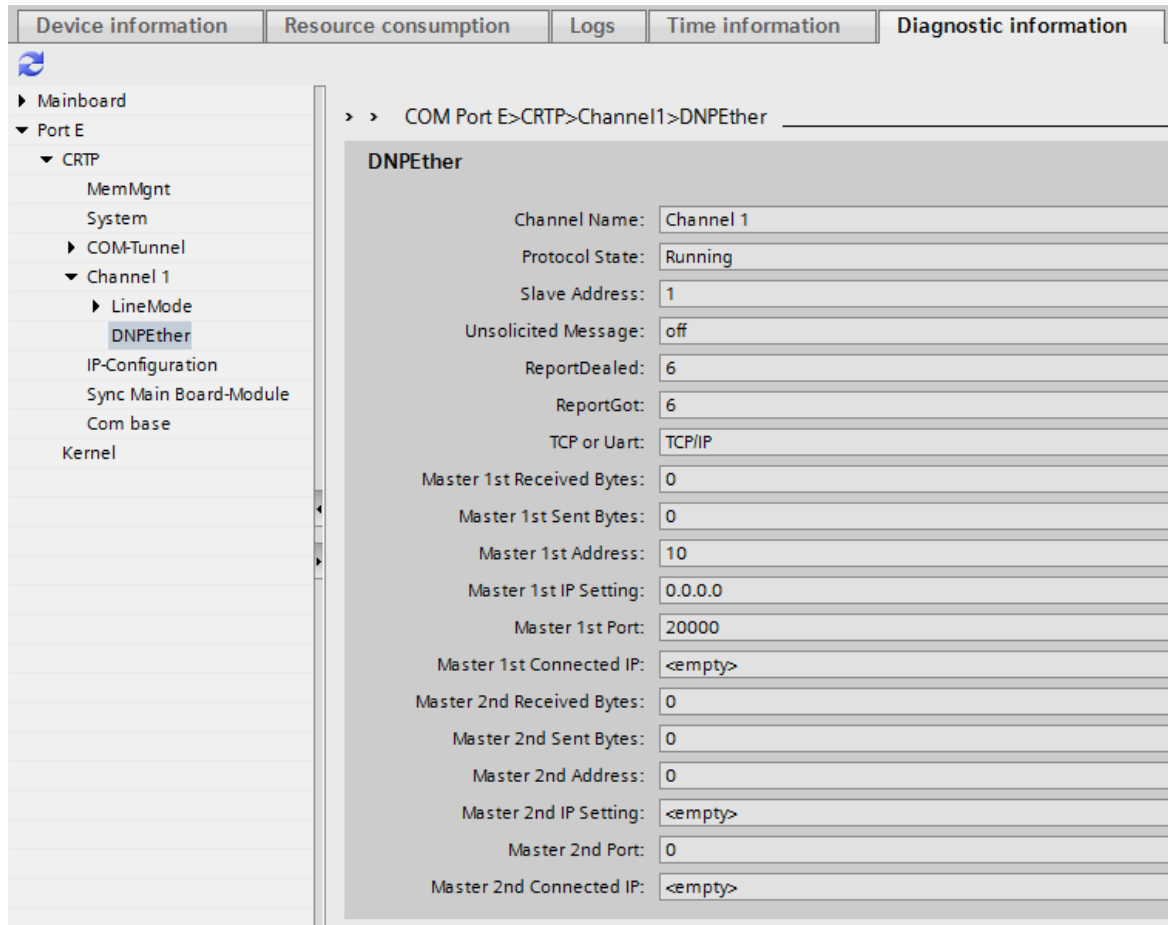 Device information Resource consumption Logs Time information Diagnostic information
Mainboard
Port E
CRTP
MemMgnt
System
COM-Tunnel
Channel 1
LineMode
DNPEther
IP-Configuration
Sync Main Board-Module
Com base
Kernel
› › COM Port E>CRTP>Channel1>DNPEther
DNPEther
Channel Name: Channel 1
Protocol State: Running
Slave Address: 1
Unsolicited Message: off
ReportDealed: 6
ReportGot: 6
TCP or Uart: TCP/IP
Master 1st Received Bytes: 0
Master 1st Sent Bytes: 0
Master 1st Address: 10
Master 1st IP Setting: 0.0.0.0
Master 1st Port: 20000
Master 1st Connected IP: <empty>
Master 2nd Received Bytes: 0
Master 2nd Sent Bytes: 0
Master 2nd Address: 0
Master 2nd IP Setting: <empty>
Master 2nd Port: 0
Master 2nd Connected IP: <empty>